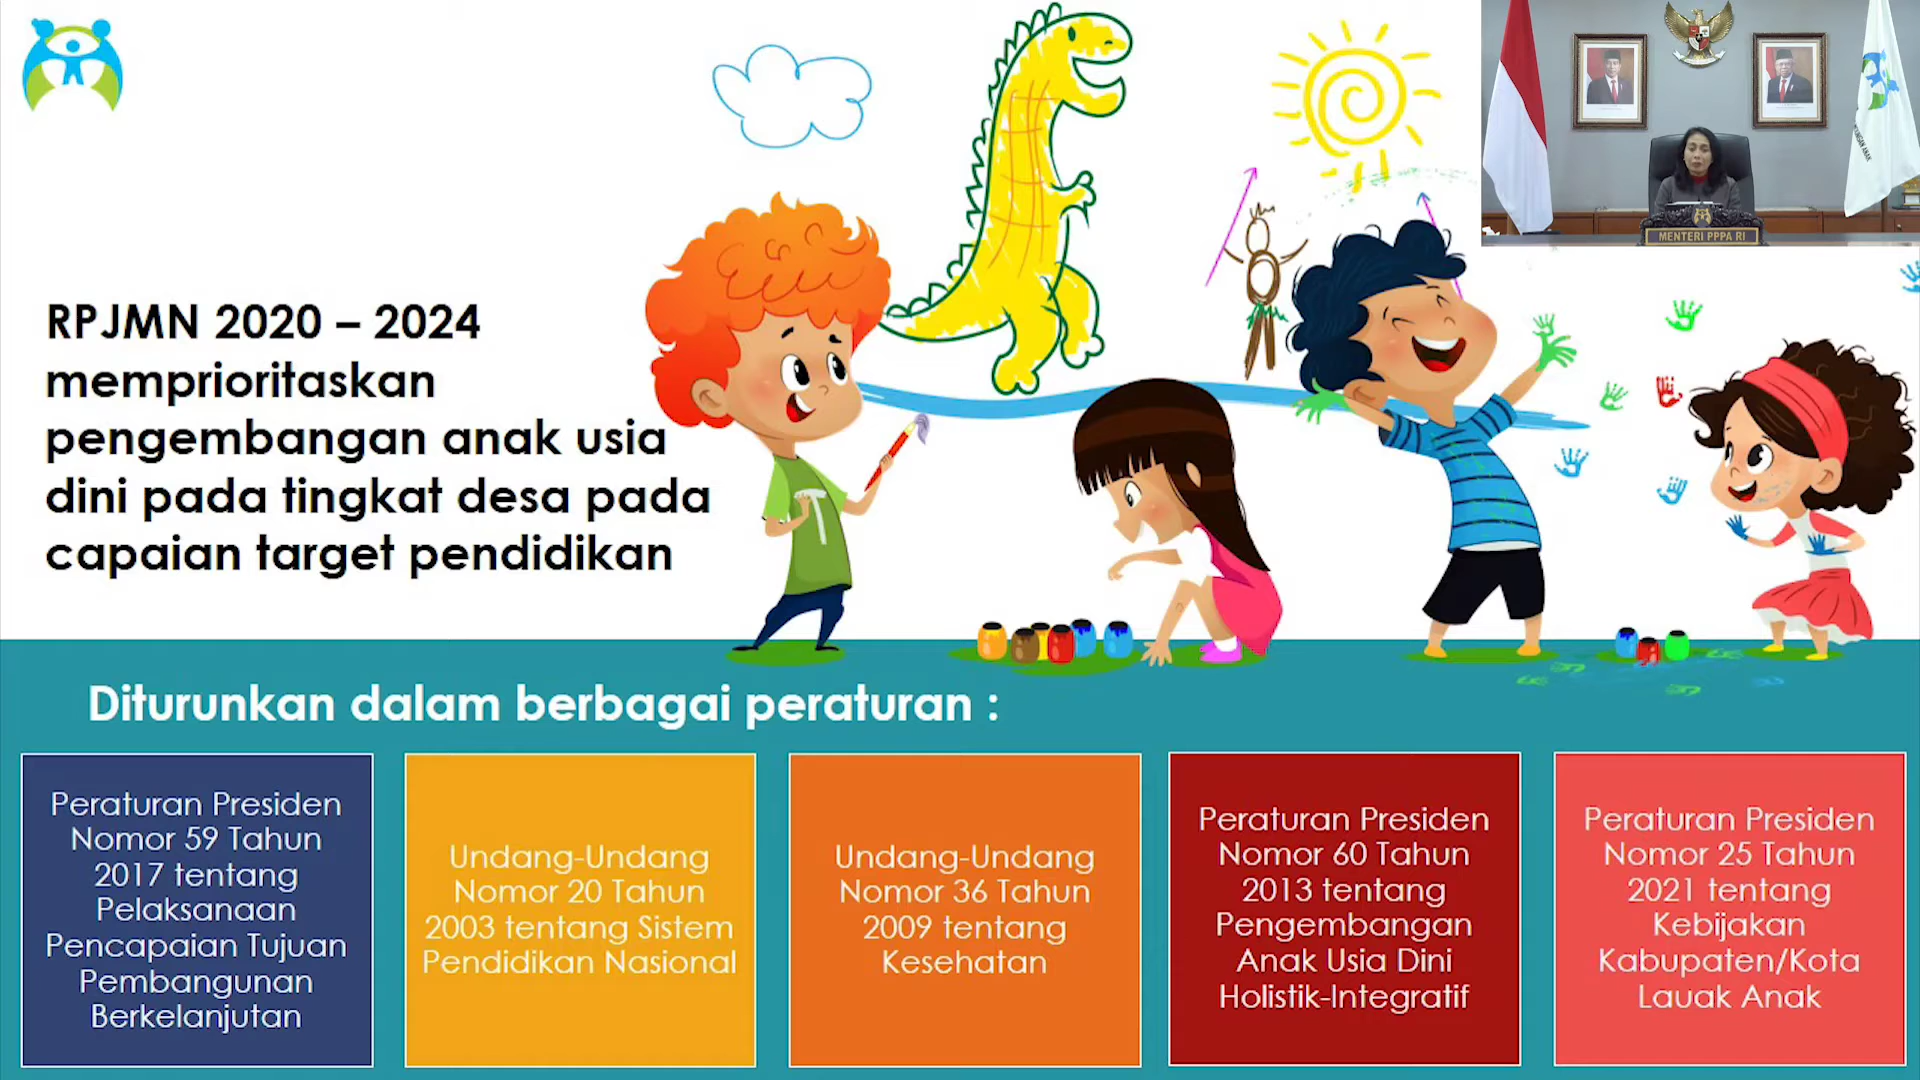 RPJMN 2020 – 2024
memprioritaskan
pengembangan anak usia
dini pada tingkat desa pada
capaian target pendidikan
MENTERI PPPA RI
Diturunkan dalam berbagai peraturan :
Peraturan Presiden
Nomor 59 Tahun
2017 tentang
Pelaksanaan
Pencapaian Tujuan
Pembangunan
Berkelanjutan
Undang-Undang
Nomor 20 Tahun
2003 tentang Sistem
Pendidikan Nasional
Undang-Undang
Nomor 36 Tahun
2009 tentang
Kesehatan
Peraturan Presiden
Nomor 60 Tahun
2013 tentang
Pengembangan
Anak Usia Dini
Holistik-Integratif
Peraturan Presiden
Nomor 25 Tahun
2021 tentang
Kebijakan
Kabupaten/Kota
Lauak Anak